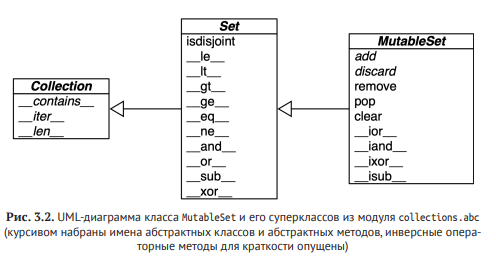 Set
isdisjoint
__le__
__lt__
__gt__
__ge__
__eq__
__ne__
__and__
__or__
__sub__
__xor__
MutableSet
add
discard
remove
pop
clear
__ior__
__iand__
__ixor__
__isub__
Collection
__contains__
__iter__
__len__
Рис. 3.2. UML-диаграмма класса MutableSet и его суперклассов из модуля collections.abc
(курсивом набраны имена абстрактных классов и абстрактных методов, инверсные опера-
торные методы для краткости опущены)